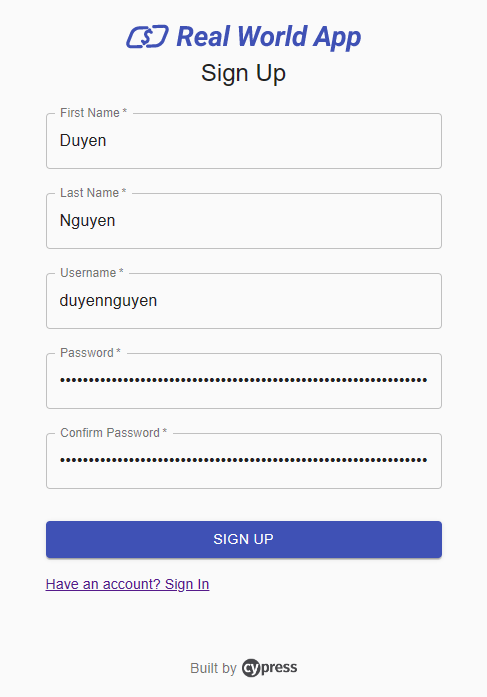 Real World App
Sign Up
First Name *
Duyen
Last Name *
Nguyen
Username *
duyennguyen
Password *
Confirm Password *
SIGN UP
Have an account? Sign In
Built by cypress